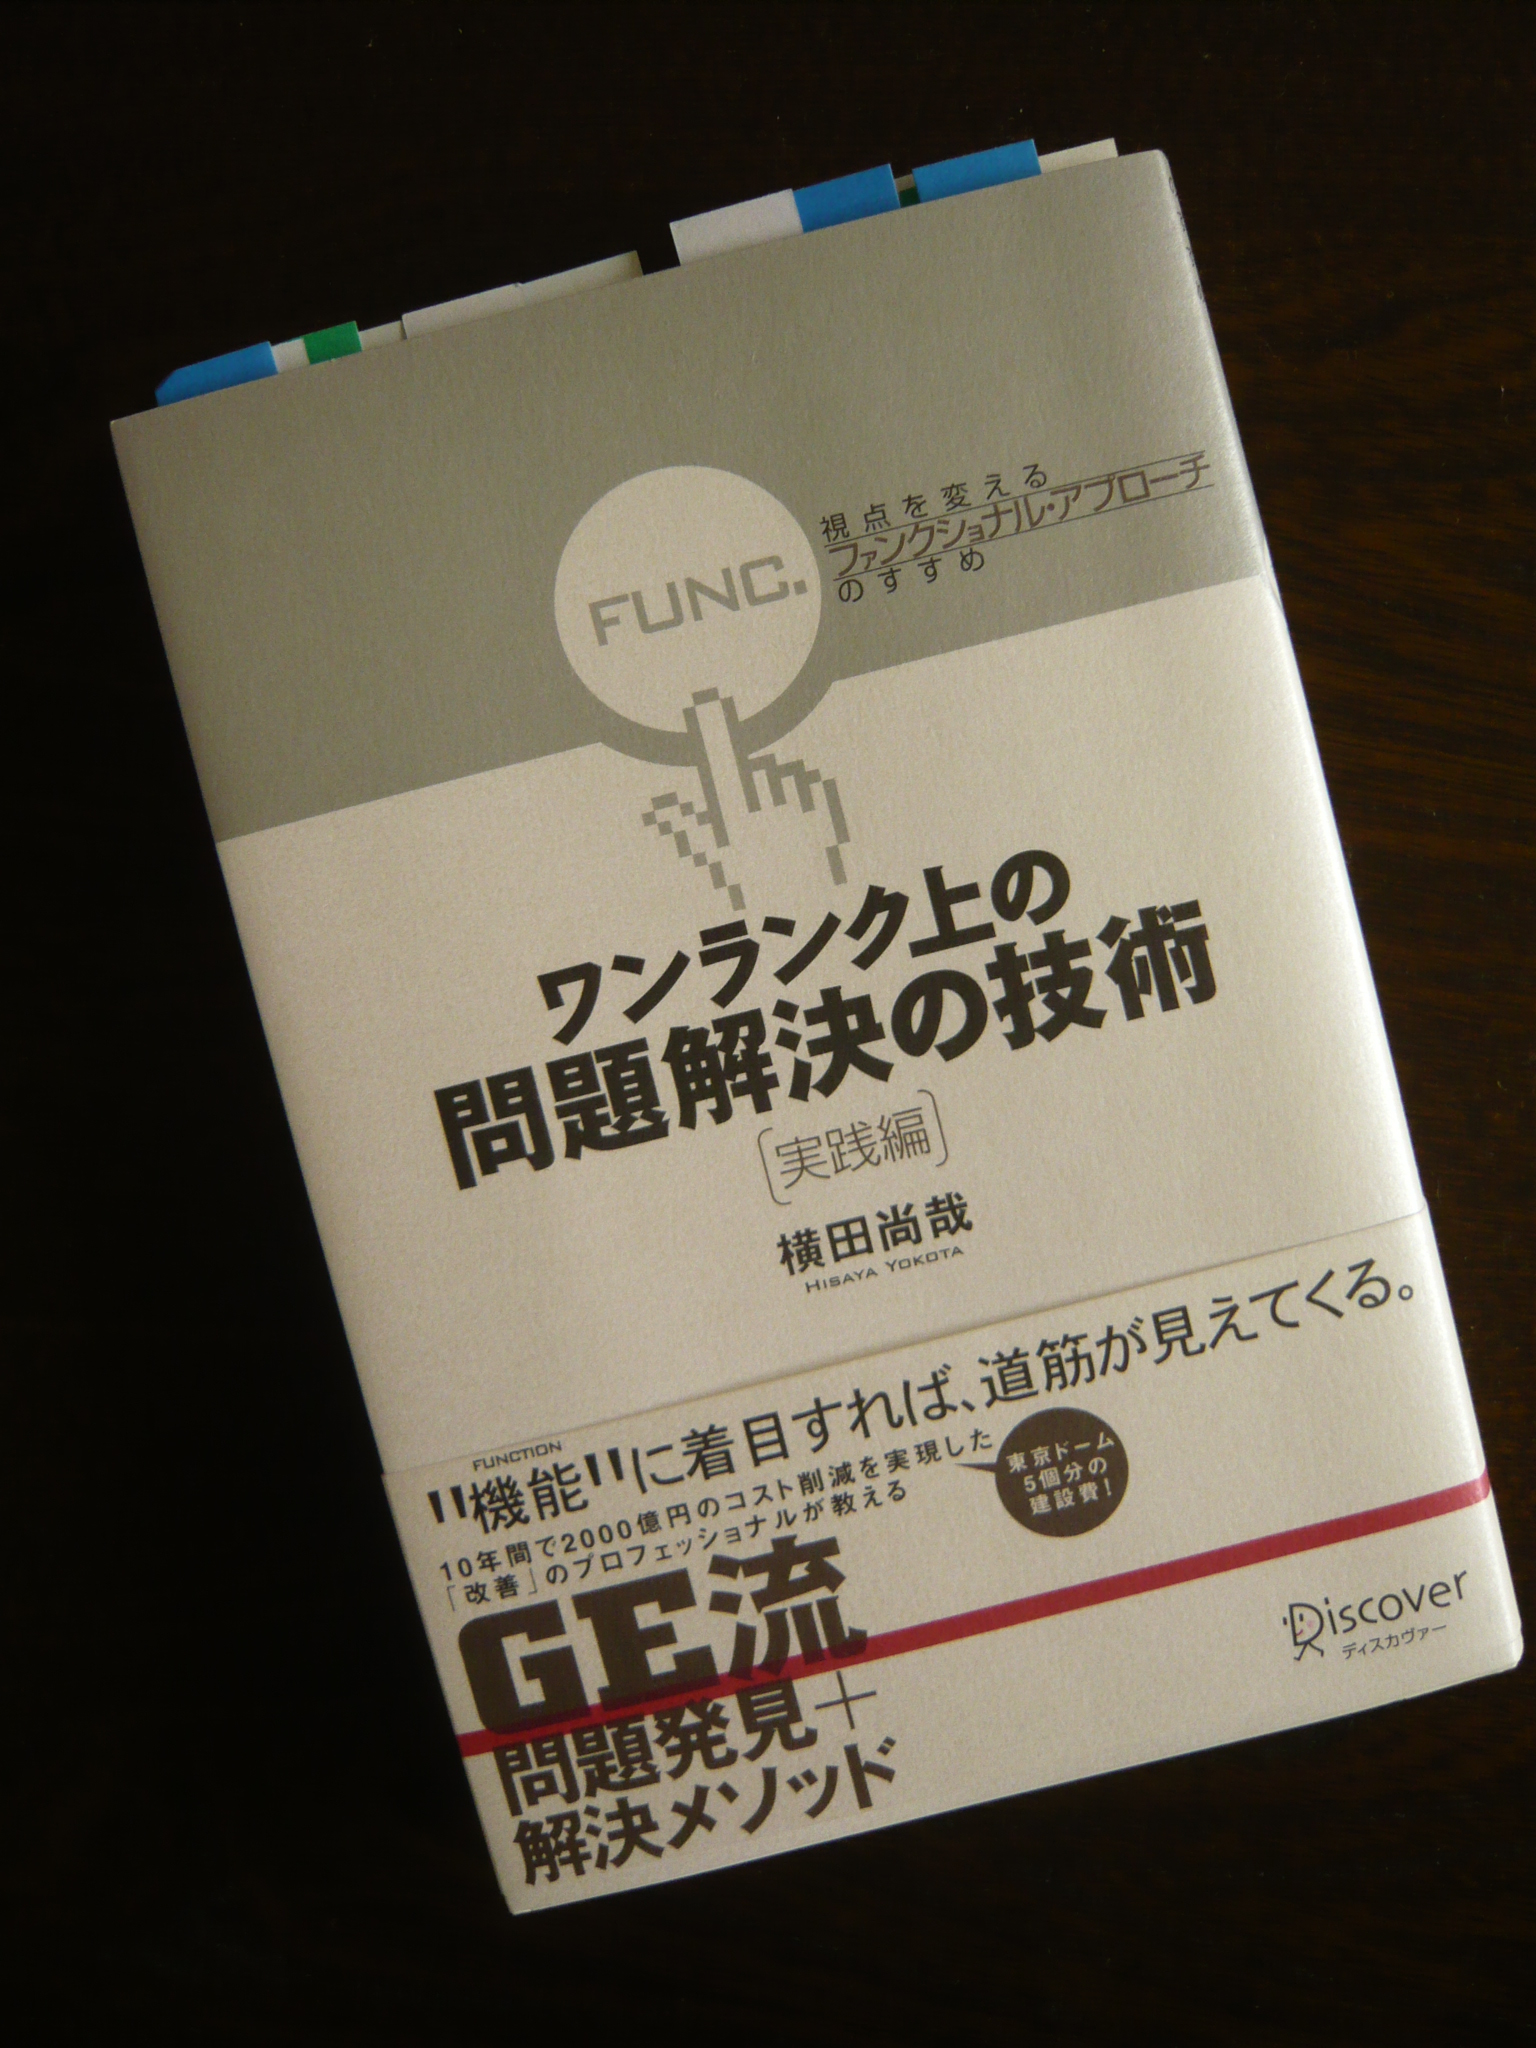 視点を変える
ファンクショナル・アプローチ
のすすめ
FUNC.
ワンランク上の
問題解決の技術
[実践編]
横田尚哉
HISAYA YOKOTA
FUNCTION
"機能"に着目すれば、道筋が見えてくる。
10年間で2000億円のコスト削減を実現した
「改善」のプロフェッショナルが教える
東京ドーム
5個分の
建設費!
GE流
問題発見+
解決メソッド
Discover
ディスカヴァー